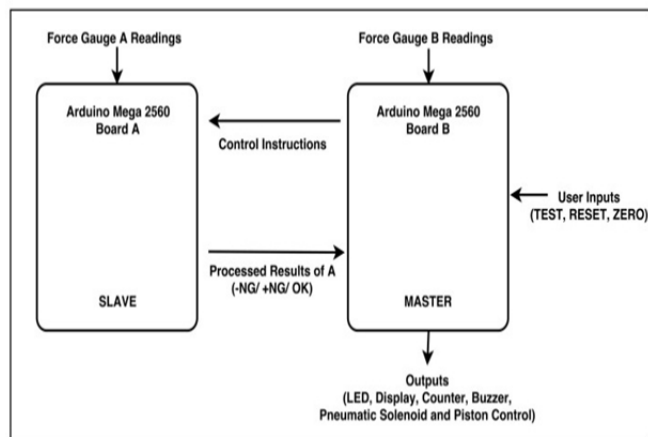 Force Gauge A Readings
Force Gauge B Readings
Arduino Mega 2560
Board A
Arduino Mega 2560
Board B
Control Instructions
User Inputs
(TEST, RESET, ZERO)
Processed Results of A
(-NG/ +NG/ OK)
SLAVE
MASTER
Outputs
(LED, Display, Counter, Buzzer,
Pneumatic Solenoid and Piston Control)